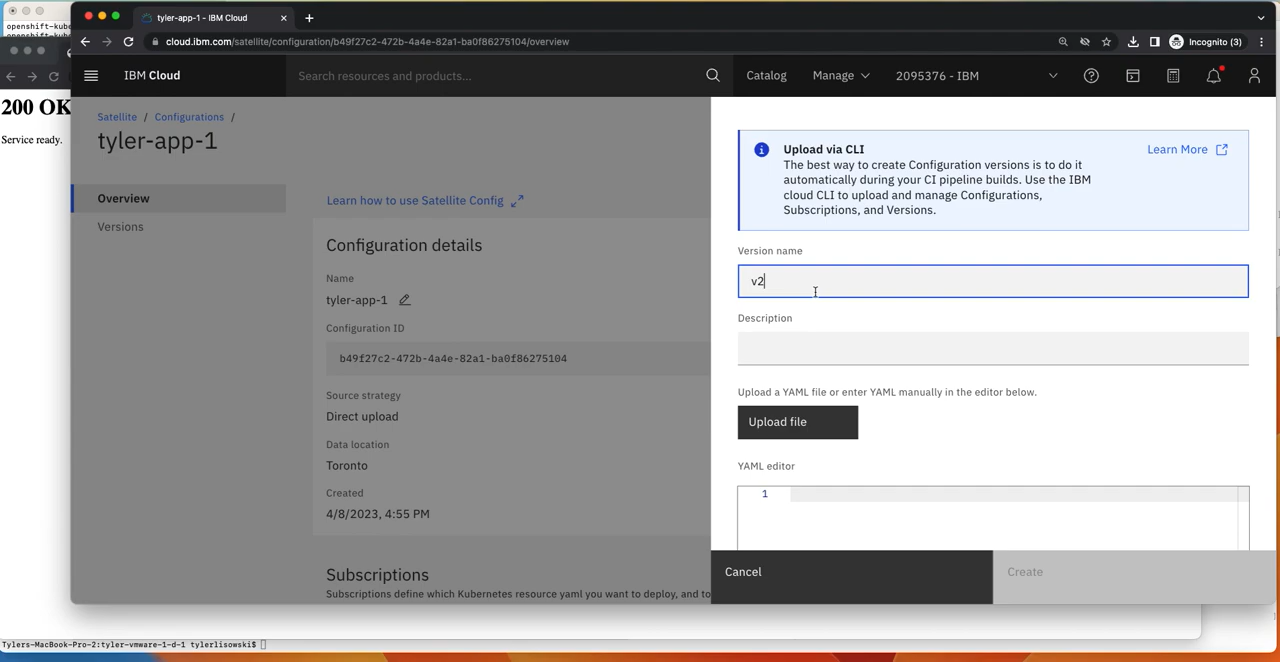 openshift-kube
tyler-app-1 - IBM Cloud
cloud.ibm.com/satellite/configuration/b49f27c2-472b-4a4e-82a1-ba0f86275104/overview
Incognito (3)
200 OK
Service ready.
IBM Cloud
Search resources and products...
Catalog
Manage
2095376 - IBM
Satellite / Configurations /
tyler-app-1
Overview
Versions
Learn how to use Satellite Config
Configuration details
Name
tyler-app-1
Configuration ID
b49f27c2-472b-4a4e-82a1-ba0f86275104
Source strategy
Direct upload
Data location
Toronto
Created
4/8/2023, 4:55 PM
Subscriptions
Subscriptions define which Kubernetes resource yaml you want to deploy, and to
Upload via CLI
Learn More
The best way to create Configuration versions is to do it
automatically during your CI pipeline builds. Use the IBM
cloud CLI to upload and manage Configurations,
Subscriptions, and Versions.
Version name
v2
Description
Upload a YAML file or enter YAML manually in the editor below.
Upload file
YAML editor
1
Cancel
Create
Tylers-MacBook-Pro-2:tyler-vmware-1-d-1 tylerlisowski$